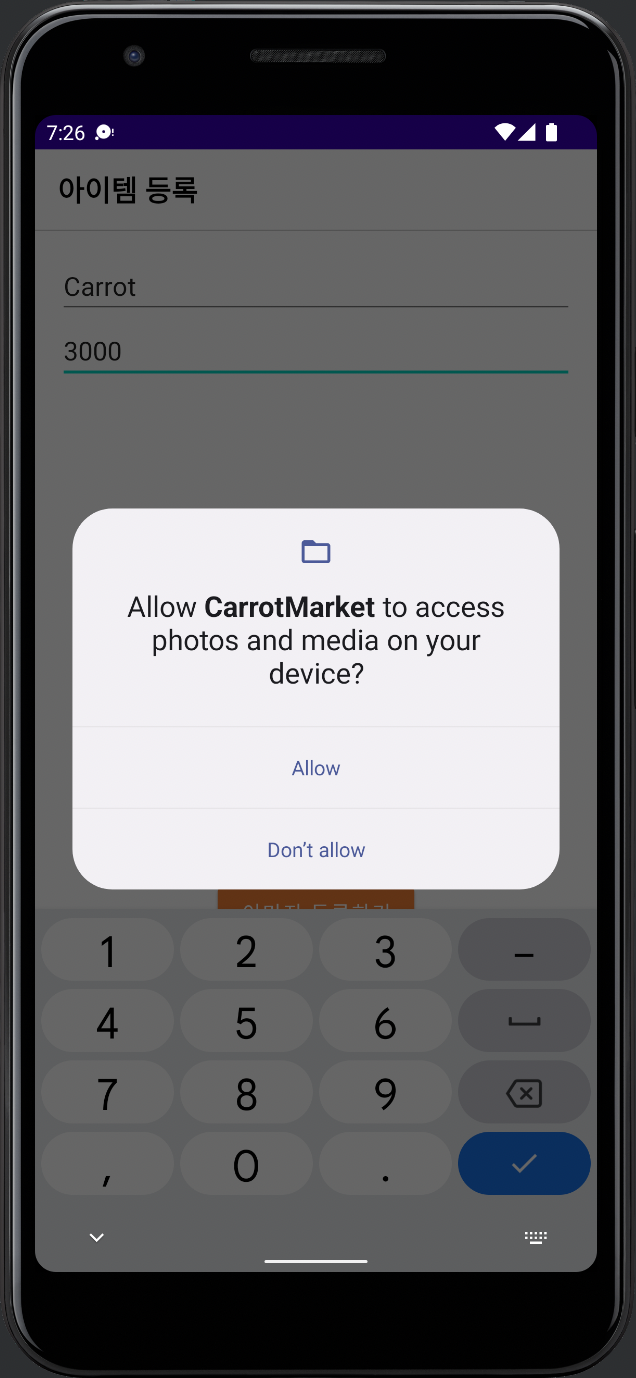 7:26
아이템 등록
Carrot
3000
Allow CarrotMarket to access
photos and media on your
device?
Allow
Don’t allow
1 2 3 –
4 5 6
7 8 9
, 0 .